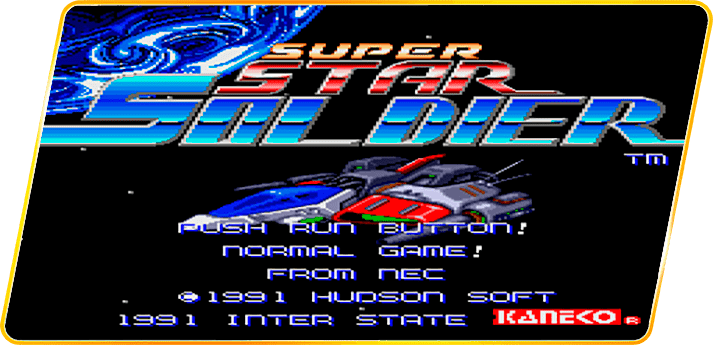 SUPER
STAR
SOLDIER
TM
PUSH RUN BUTTON!
NORMAL GAME!
FROM NEC
©1991 HUDSON SOFT
1991 INTER STATE KANEKO®